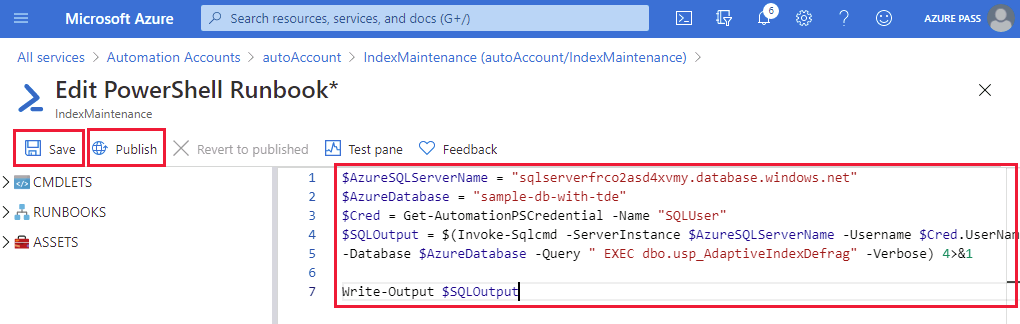 Microsoft Azure
Search resources, services, and docs (G+/)
6
AZURE PASS
All services > Automation Accounts > autoAccount > IndexMaintenance (autoAccount/IndexMaintenance) >
Edit PowerShell Runbook*
IndexMaintenance
Save
Publish
Revert to published
Test pane
Feedback
CMDLETS
RUNBOOKS
ASSETS
1 $AzureSQLServerName = "sqlserverfrco2asd4xvmy.database.windows.net"
2 $AzureDatabase = "sample-db-with-tde"
3 $Cred = Get-AutomationPSCredential -Name "SQLUser"
4 $SQLOutput = $(Invoke-Sqlcmd -ServerInstance $AzureSQLServerName -Username $Cred.UserNam
5 -Database $AzureDatabase -Query " EXEC dbo.usp_AdaptiveIndexDefrag" -Verbose) 4>&1
6
7 Write-Output $SQLOutput